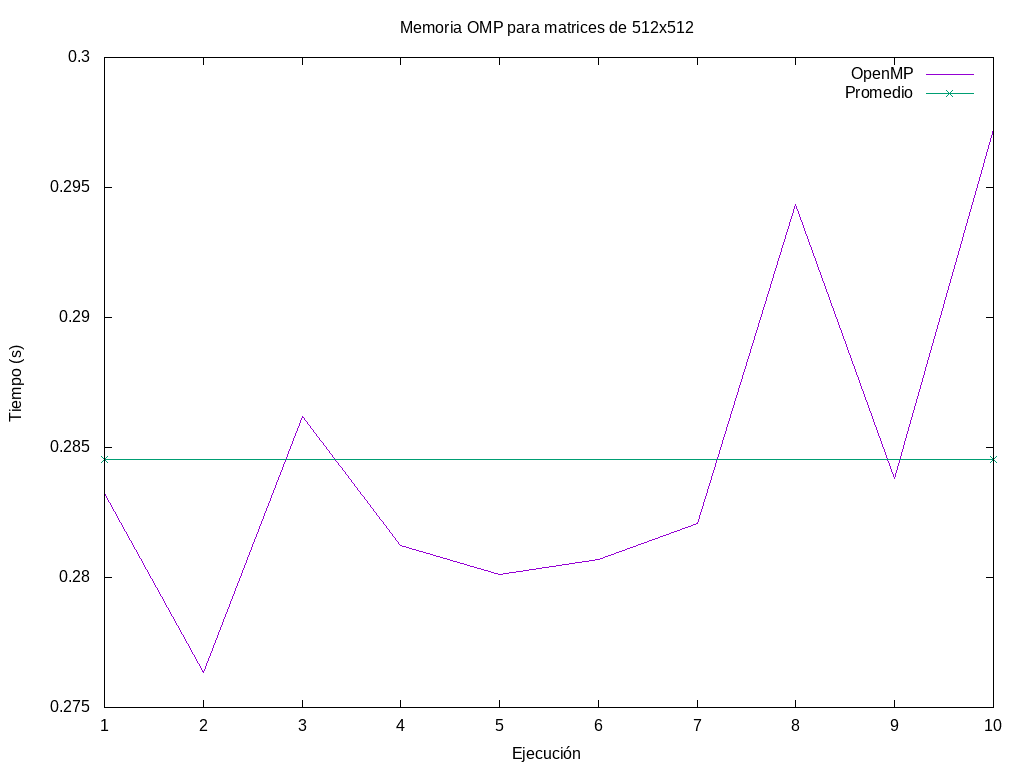 Memoria OMP para matrices de 512x512
OpenMP
Promedio
0.3
0.295
0.29
0.285
0.28
0.275
Tiempo (s)
1 2 3 4 5 6 7 8 9 10
Ejecución